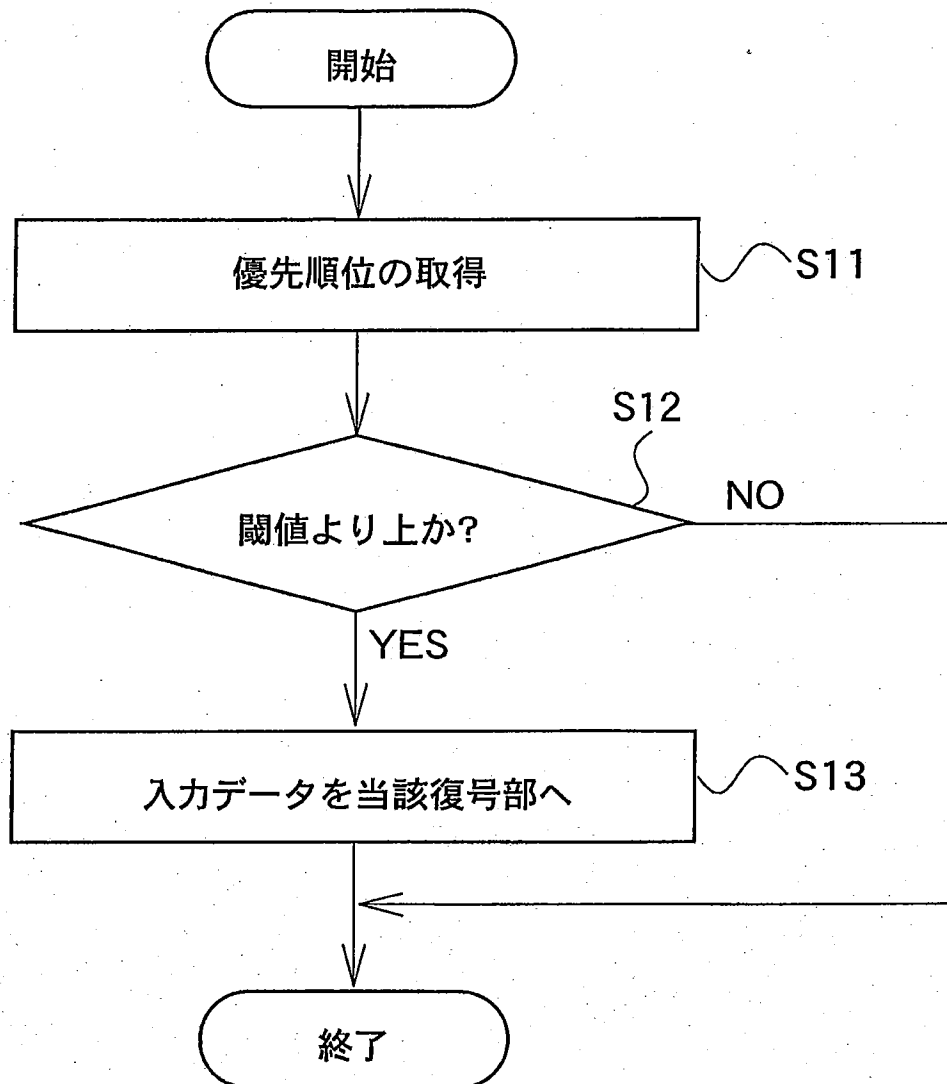 開始
優先順位の取得
S11
S12
閾値より上か?
NO
YES
入力データを当該復号部へ
S13
終了